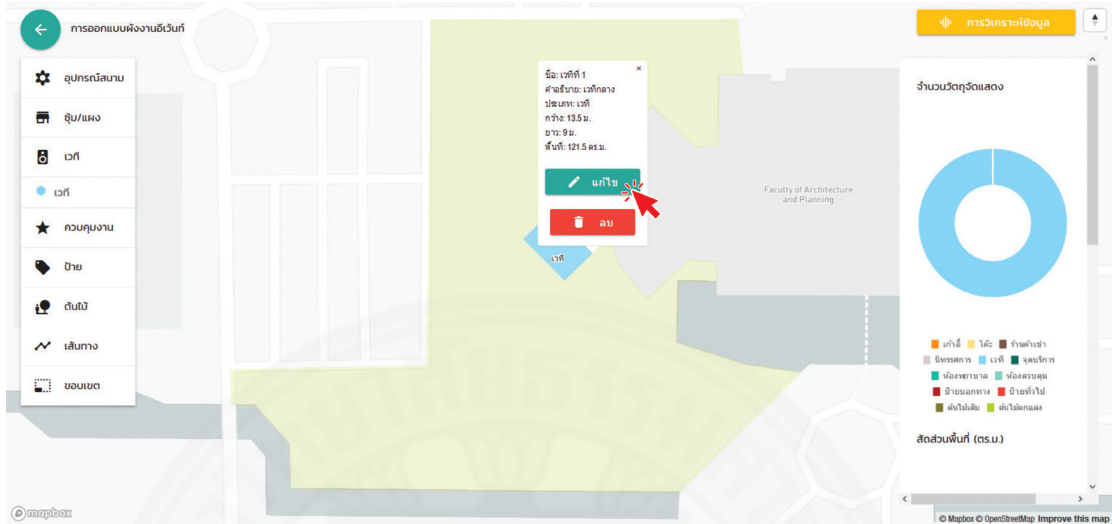 การออกแบบผังงานอีเว้นท์
การวิเคราะห์ข้อมูล
อุปกรณ์สนาม
ซุ้ม/แผง
เวที
เวที
ควบคุมงาน
ป้าย
ต้นไม้
เส้นทาง
ขอบเขต
ชื่อ: เวทีที่ 1
คำอธิบาย: เวทีกลาง
ประเภท: เวที
กว้าง: 13.5 ม.
ยาว: 9 ม.
พื้นที่: 121.5 ตร.ม.
แก้ไข
ลบ
เวที
Faculty of Architecture
and Planning
จำนวนวัตถุจัดแสดง
เก้าอี้ โต๊ะ ร้านค้าเช่า
นิทรรศการ เวที จุดบริการ
ห้องพยาบาล ห้องควบคุม
ป้ายบอกทาง ป้ายทั่วไป
ต้นไม้เดิม ต้นไม้ตกแต่ง
สัดส่วนพื้นที่ (ตร.ม.)
mapbox
© Mapbox © OpenStreetMap Improve this map